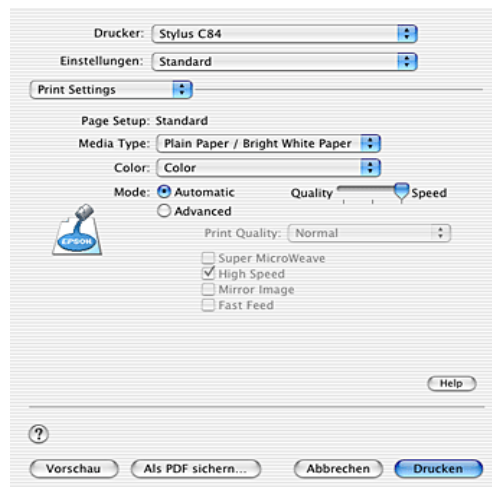 Drucker: Stylus C84
Einstellungen: Standard
Print Settings
Page Setup: Standard
Media Type: Plain Paper / Bright White Paper
Color: Color
Mode: Automatic Quality Speed
Advanced
EPSON
Print Quality: Normal
Super MicroWeave
High Speed
Mirror Image
Fast Feed
Help
?
Vorschau Als PDF sichern... Abbrechen Drucken